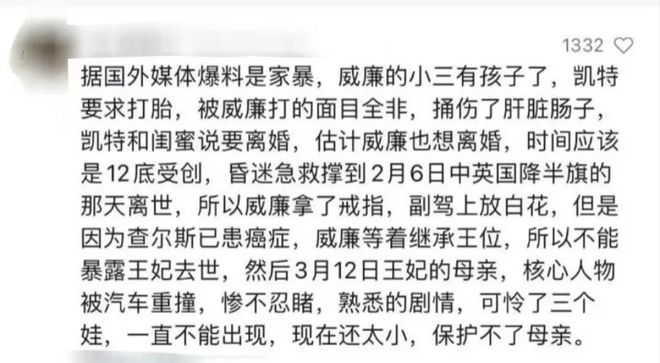 1332
据国外媒体爆料是家暴，威廉的小三有孩子了，凯特
要求打胎，被威廉打的面目全非，捅伤了肝脏肠子，
凯特和闺蜜说要离婚，估计威廉也想离婚，时间应该
是12底受创，昏迷急救撑到2月6日中英国降半旗的
那天离世，所以威廉拿了戒指，副驾上放白花，但是
因为查尔斯已患癌症，威廉等着继承王位，所以不能
暴露王妃去世，然后3月12日王妃的母亲，核心人物
被汽车重撞，惨不忍睹，熟悉的剧情，可怜了三个
娃，一直不能出现，现在还太小，保护不了母亲。